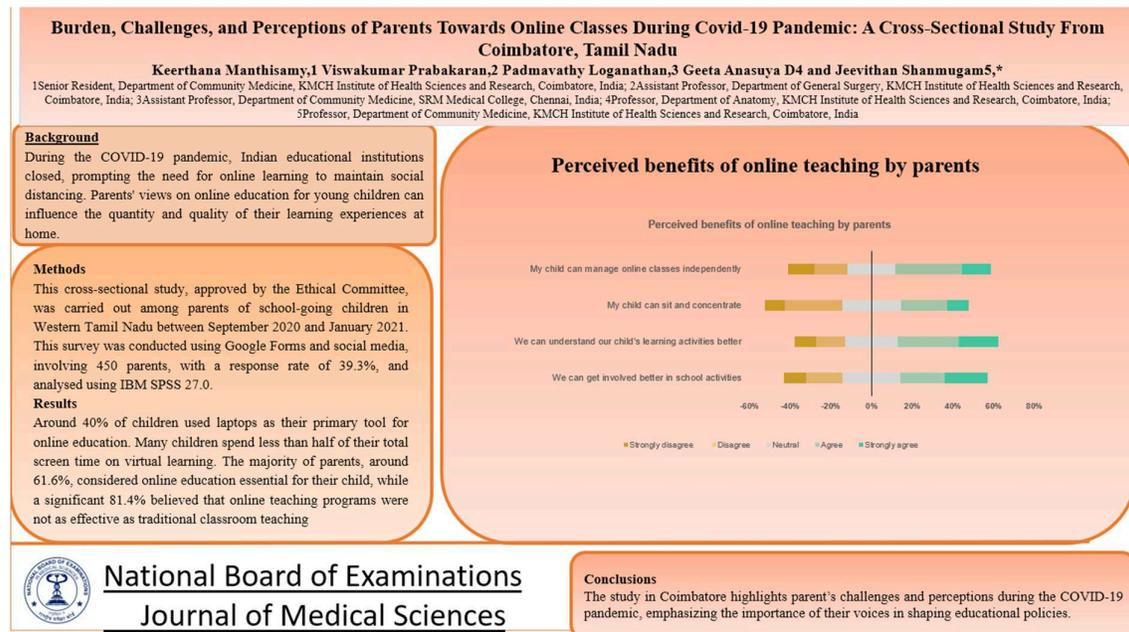 Burden, Challenges, and Perceptions of Parents Towards Online Classes During Covid-19 Pandemic: A Cross-Sectional Study From
Coimbatore, Tamil Nadu
Keerthana Manthisamy,1 Viswakumar Prabakaran,2 Padmavathy Loganathan,3 Geeta Anasuya D4 and Jeevithan Shanmugam5,*
1Senior Resident, Department of Community Medicine, KMCH Institute of Health Sciences and Research, Coibatore, India; 2Assistant Professor, Department of General Surgery, KMCH Institute of Health Sciences and Research,
Coimbatore, India; 3Assistant Professor, Department of Community Medicine, SRM Medical College, Chennai, India; 4Professor, Department of Anatomy, KMCH Institute of Health Sciences and Research, Coimbatore, India;
5Professor, Department of Community Medicine, KMCH Institute of Health Sciences and Research, Coimbatore, India
Background
During the COVID-19 pandemic, Indian educational institutions
closed, prompting the need for online learning to maintain social
distancing. Parents' views on online education for young children can
influence the quantity and quality of their learning experiences at
home.
Methods
This cross-sectional study, approved by the Ethical Committee,
was carried out among parents of school-going children in
Western Tamil Nadu between September 2020 and January 2021.
This survey was conducted using Google Forms and social media,
involving 450 parents, with a response rate of 39.3%, and
analysed using IBM SPSS 27.0.
Results
Around 40% of children used laptops as their primary tool for
online education. Many children spend less than half of their total
screen time on virtual learning. The majority of parents, around
61.6%, considered online education essential for their child, while
a significant 81.4% believed that online teaching programs were
not as effective as traditional classroom teaching
Perceived benefits of online teaching by parents
Perceived benefits of online teaching by parents
My child can manage online classes independently
My child can sit and concentrate
We can understand our child's learning activities better
We can get involved better in school activities
-60% -40% -20% 0% 20% 40% 60% 80%
Strongly disagree Disagree Neutral Agree Strongly agree
NATIONAL BOARD OF EXAMINATIONS
IN MEDICAL SCIENCES
National Board of Examinations
Journal of Medical Sciences
Conclusions
The study in Coimbatore highlights parent's challenges and perceptions during the COVID-19
pandemic, emphasizing the importance of their voices in shaping educational policies.